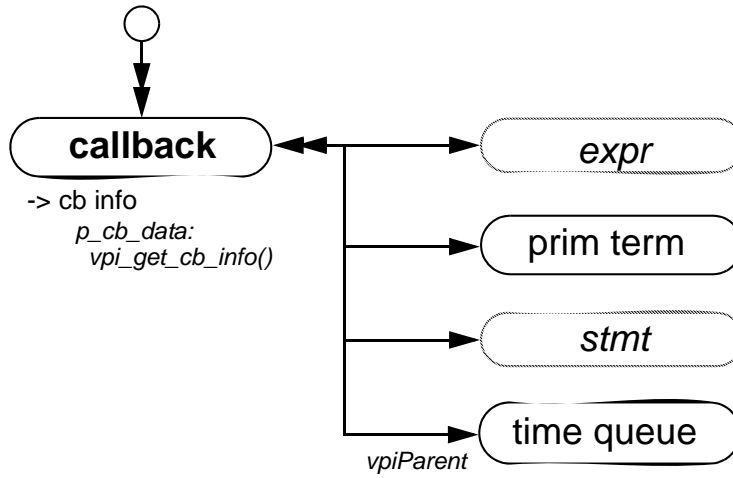 callback
-> cb info
p_cb_data:
vpi_get_cb_info()
expr
prim term
stmt
time queue
vpiParent